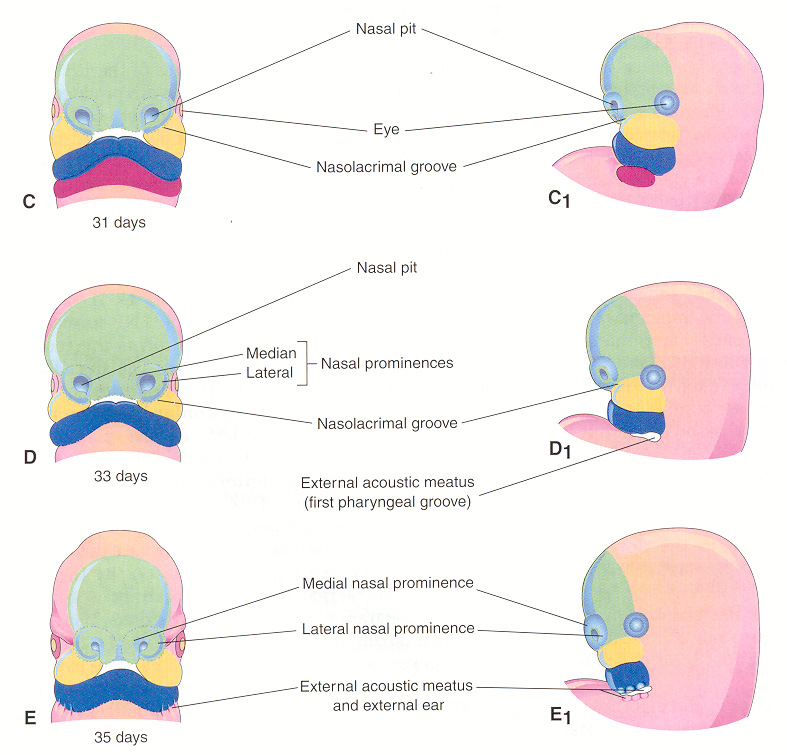 Nasal pit
Eye
Nasolacrimal groove
C
C1
31 days
Nasal pit
Median
Lateral
Nasal prominences
Nasolacrimal groove
D
D1
33 days
External acoustic meatus
(first pharyngeal groove)
Medial nasal prominence
Lateral nasal prominence
External acoustic meatus
and external ear
E
E1
35 days